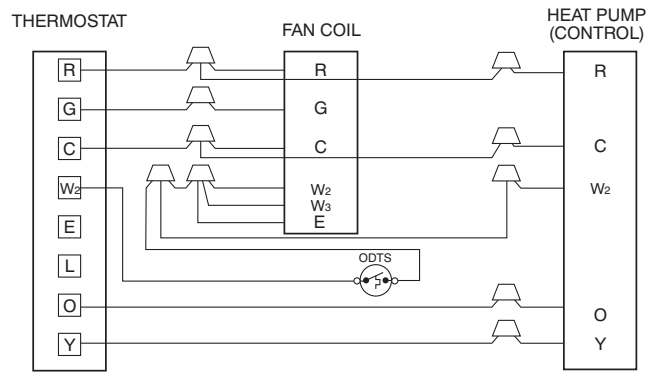 THERMOSTAT
FAN COIL
HEAT PUMP
(CONTROL)
R
G
C
W2
E
L
O
Y
R
G
C
W2
W3
E
ODTS
R
C
W2
O
Y